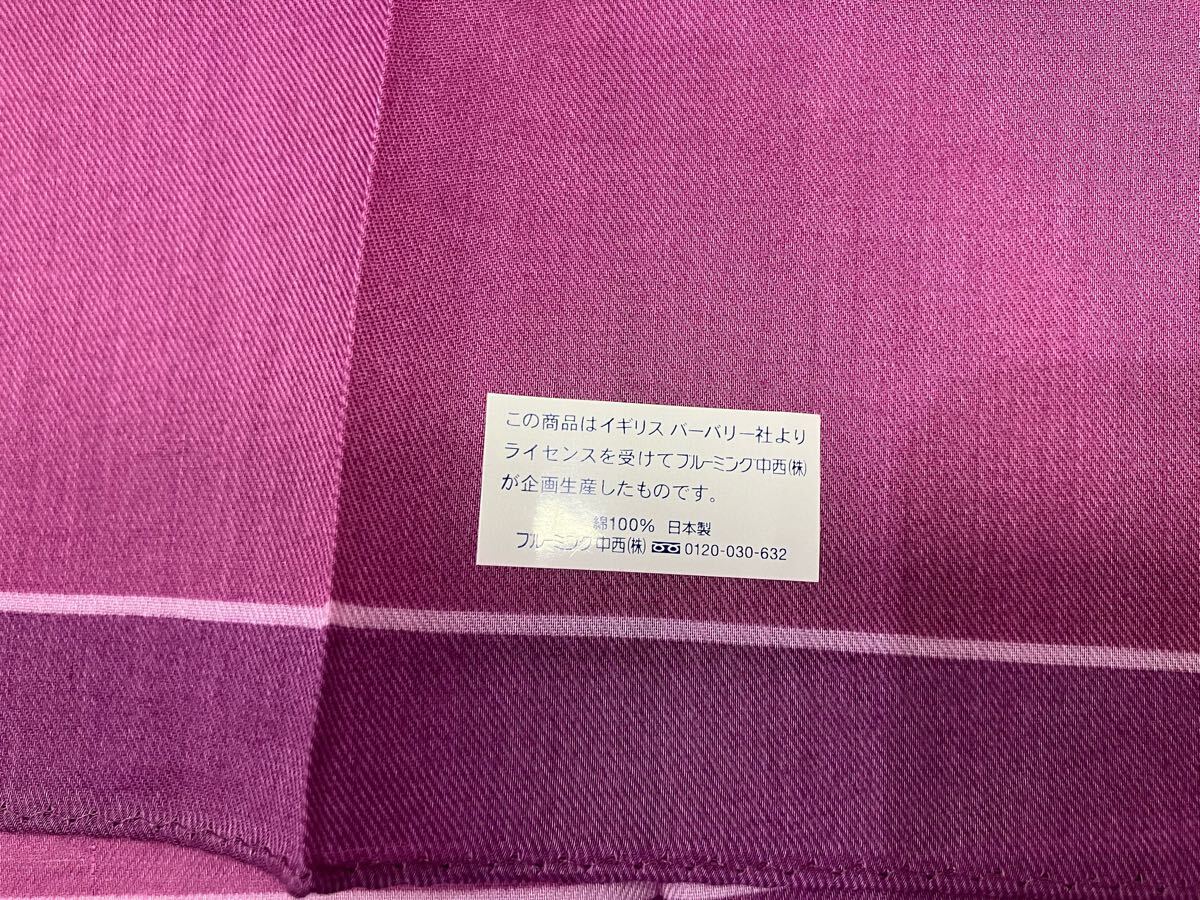 この商品はイギリス バーバリー社より
ライセンスを受けてブルーミング中西(株)
が企画生産したものです。
綿100% 日本製
ブルーミング中西(株) 0120-030-632